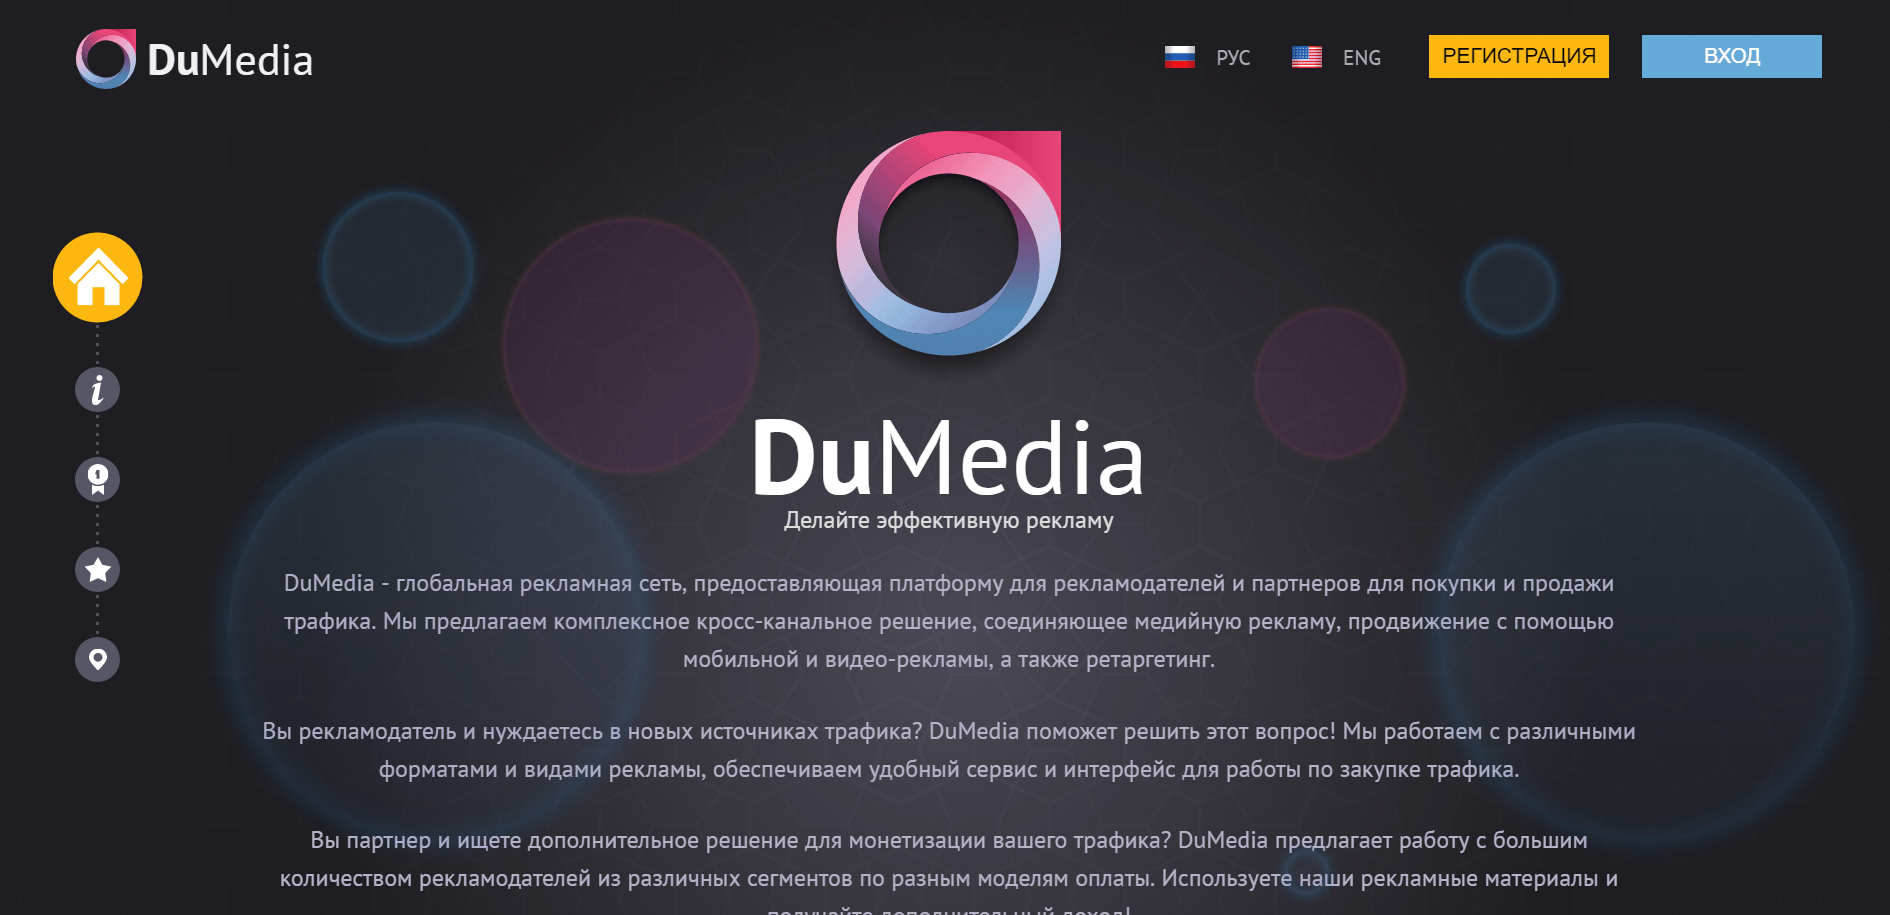 DuMedia
РУС
ENG
РЕГИСТРАЦИЯ
ВХОД
DuMedia
Делайте эффективную рекламу
DuMedia - глобальная рекламная сеть, предоставляющая платформу для рекламодателей и партнеров для покупки и продажи
трафика. Мы предлагаем комплексное кросс-канальное решение, соединяющее медийную рекламу, продвижение с помощью
мобильной и видео-рекламы, а также ретаргетинг.
Вы рекламодатель и нуждаетесь в новых источниках трафика? DuMedia поможет решить этот вопрос! Мы работаем с различными
форматами и видами рекламы, обеспечиваем удобный сервис и интерфейс для работы по закупке трафика.
Вы партнер и ищете дополнительное решение для монетизации вашего трафика? DuMedia предлагает работу с большим
количеством рекламодателей из различных сегментов по разным моделям оплаты. Используете наши рекламные материалы и
получайте дополнительный доход!